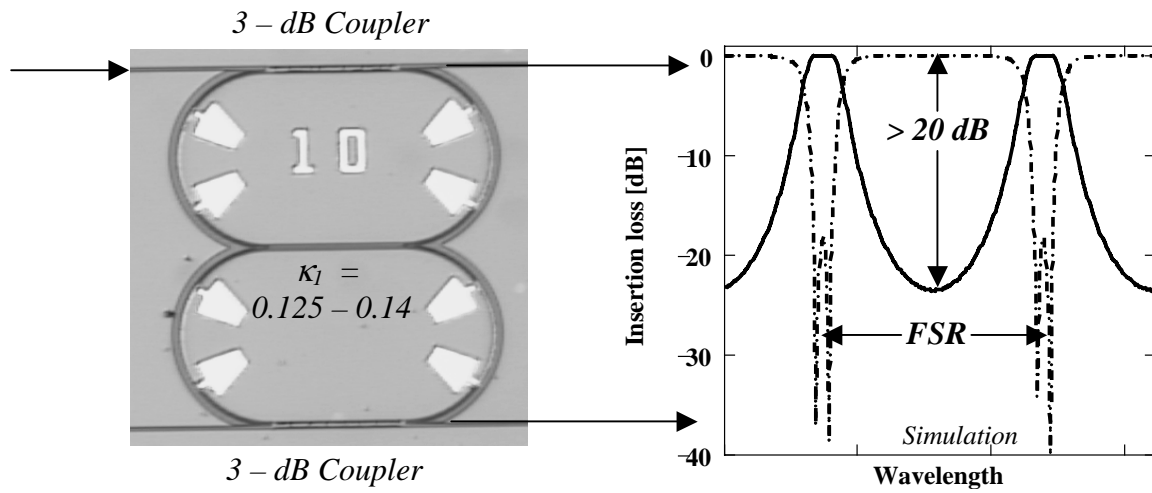 3 – dB Coupler
10
κ1 =
0.125 – 0.14
3 – dB Coupler
Insertion loss [dB]
0
−10
−20
−30
−40
> 20 dB
FSR
Simulation
Wavelength